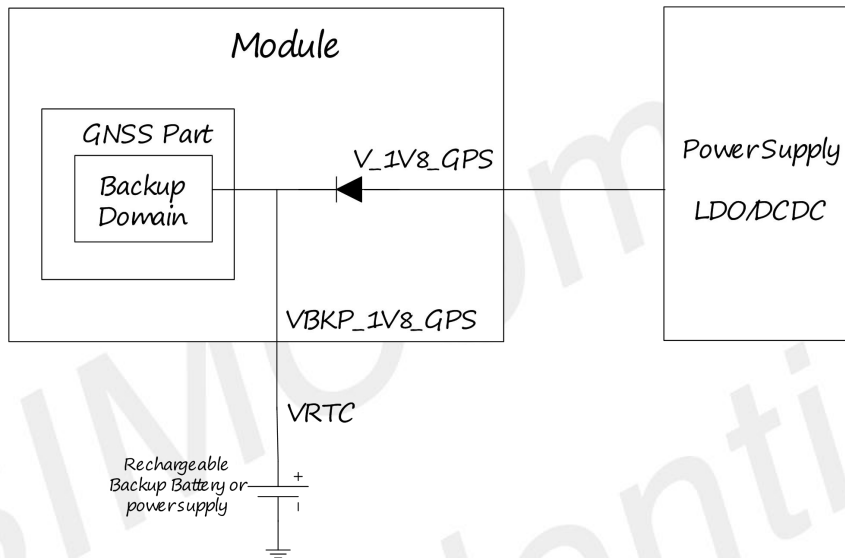 Module
GNSS Part
Backup
Domain
V_1V8_GPS
PowerSupply
LDO/DCDC
VBKP_1V8_GPS
VRTC
Rechargeable
Backup Battery or
powersupply
+
-